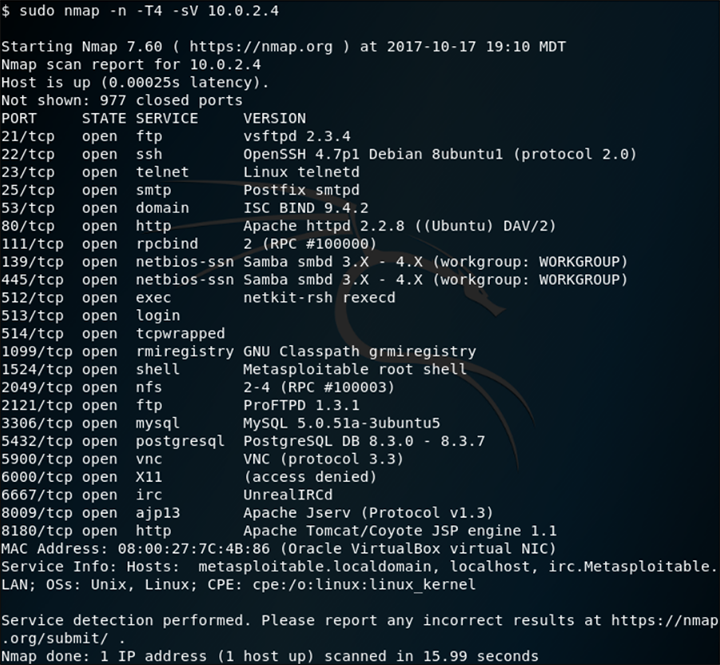 $ sudo nmap -n -T4 -sV 10.0.2.4
Starting Nmap 7.60 ( https://nmap.org ) at 2017-10-17 19:10 MDT
Nmap scan report for 10.0.2.4
Host is up (0.00025s latency).
Not shown: 977 closed ports
PORT     STATE SERVICE     VERSION
21/tcp   open  ftp         vsftpd 2.3.4
22/tcp   open  ssh         OpenSSH 4.7p1 Debian 8ubuntu1 (protocol 2.0)
23/tcp   open  telnet      Linux telnetd
25/tcp   open  smtp        Postfix smtpd
53/tcp   open  domain      ISC BIND 9.4.2
80/tcp   open  http        Apache httpd 2.2.8 ((Ubuntu) DAV/2)
111/tcp  open  rpcbind     2 (RPC #100000)
139/tcp  open  netbios-ssn Samba smbd 3.X - 4.X (workgroup: WORKGROUP)
445/tcp  open  netbios-ssn Samba smbd 3.X - 4.X (workgroup: WORKGROUP)
512/tcp  open  exec        netkit-rsh rexecd
513/tcp  open  login
514/tcp  open  tcpwrapped
1099/tcp open  rmiregistry GNU Classpath grmiregistry
1524/tcp open  shell       Metasploitable root shell
2049/tcp open  nfs         2-4 (RPC #100003)
2121/tcp open  ftp         ProFTPD 1.3.1
3306/tcp open  mysql       MySQL 5.0.51a-3ubuntu5
5432/tcp open  postgresql  PostgreSQL DB 8.3.0 - 8.3.7
5900/tcp open  vnc         VNC (protocol 3.3)
6000/tcp open  X11         (access denied)
6667/tcp open  irc         UnrealIRCd
8009/tcp open  ajp13       Apache Jserv (Protocol v1.3)
8180/tcp open  http        Apache Tomcat/Coyote JSP engine 1.1
MAC Address: 08:00:27:7C:4B:86 (Oracle VirtualBox virtual NIC)
Service Info: Hosts:  metasploitable.localdomain, localhost, irc.Metasploitable.
LAN; OSs: Unix, Linux; CPE: cpe:/o:linux:linux_kernel
Service detection performed. Please report any incorrect results at https://nmap
.org/submit/ .
Nmap done: 1 IP address (1 host up) scanned in 15.99 seconds